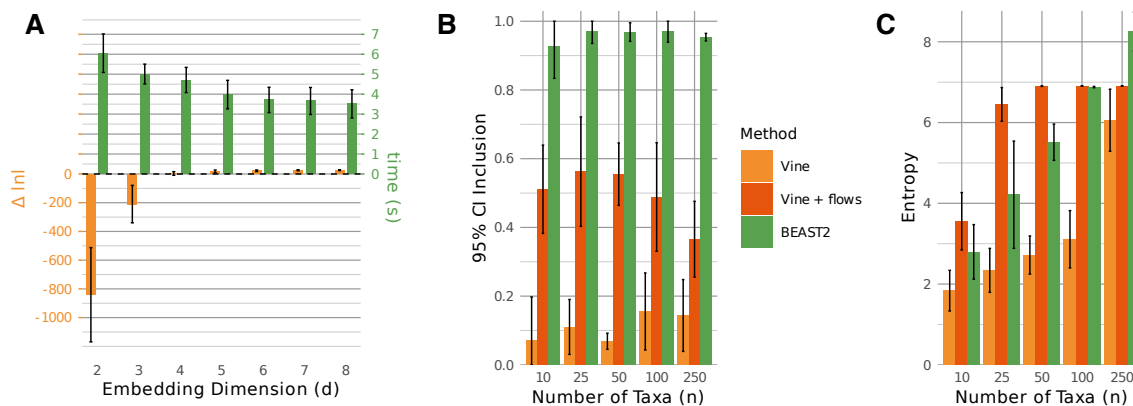 A
7
6
5
4
3
2
1
0
0
-200
-400
-600
-800
-1000
Δ lnl
time (s)
2 3 4 5 6 7 8
Embedding Dimension (d)
B
1.0
0.8
0.6
0.4
0.2
0.0
95% CI Inclusion
10 25 50 100 250
Number of Taxa (n)
Method
Vine
Vine + flows
BEAST2
C
8
6
4
2
0
Entropy
10 25 50 100 250
Number of Taxa (n)